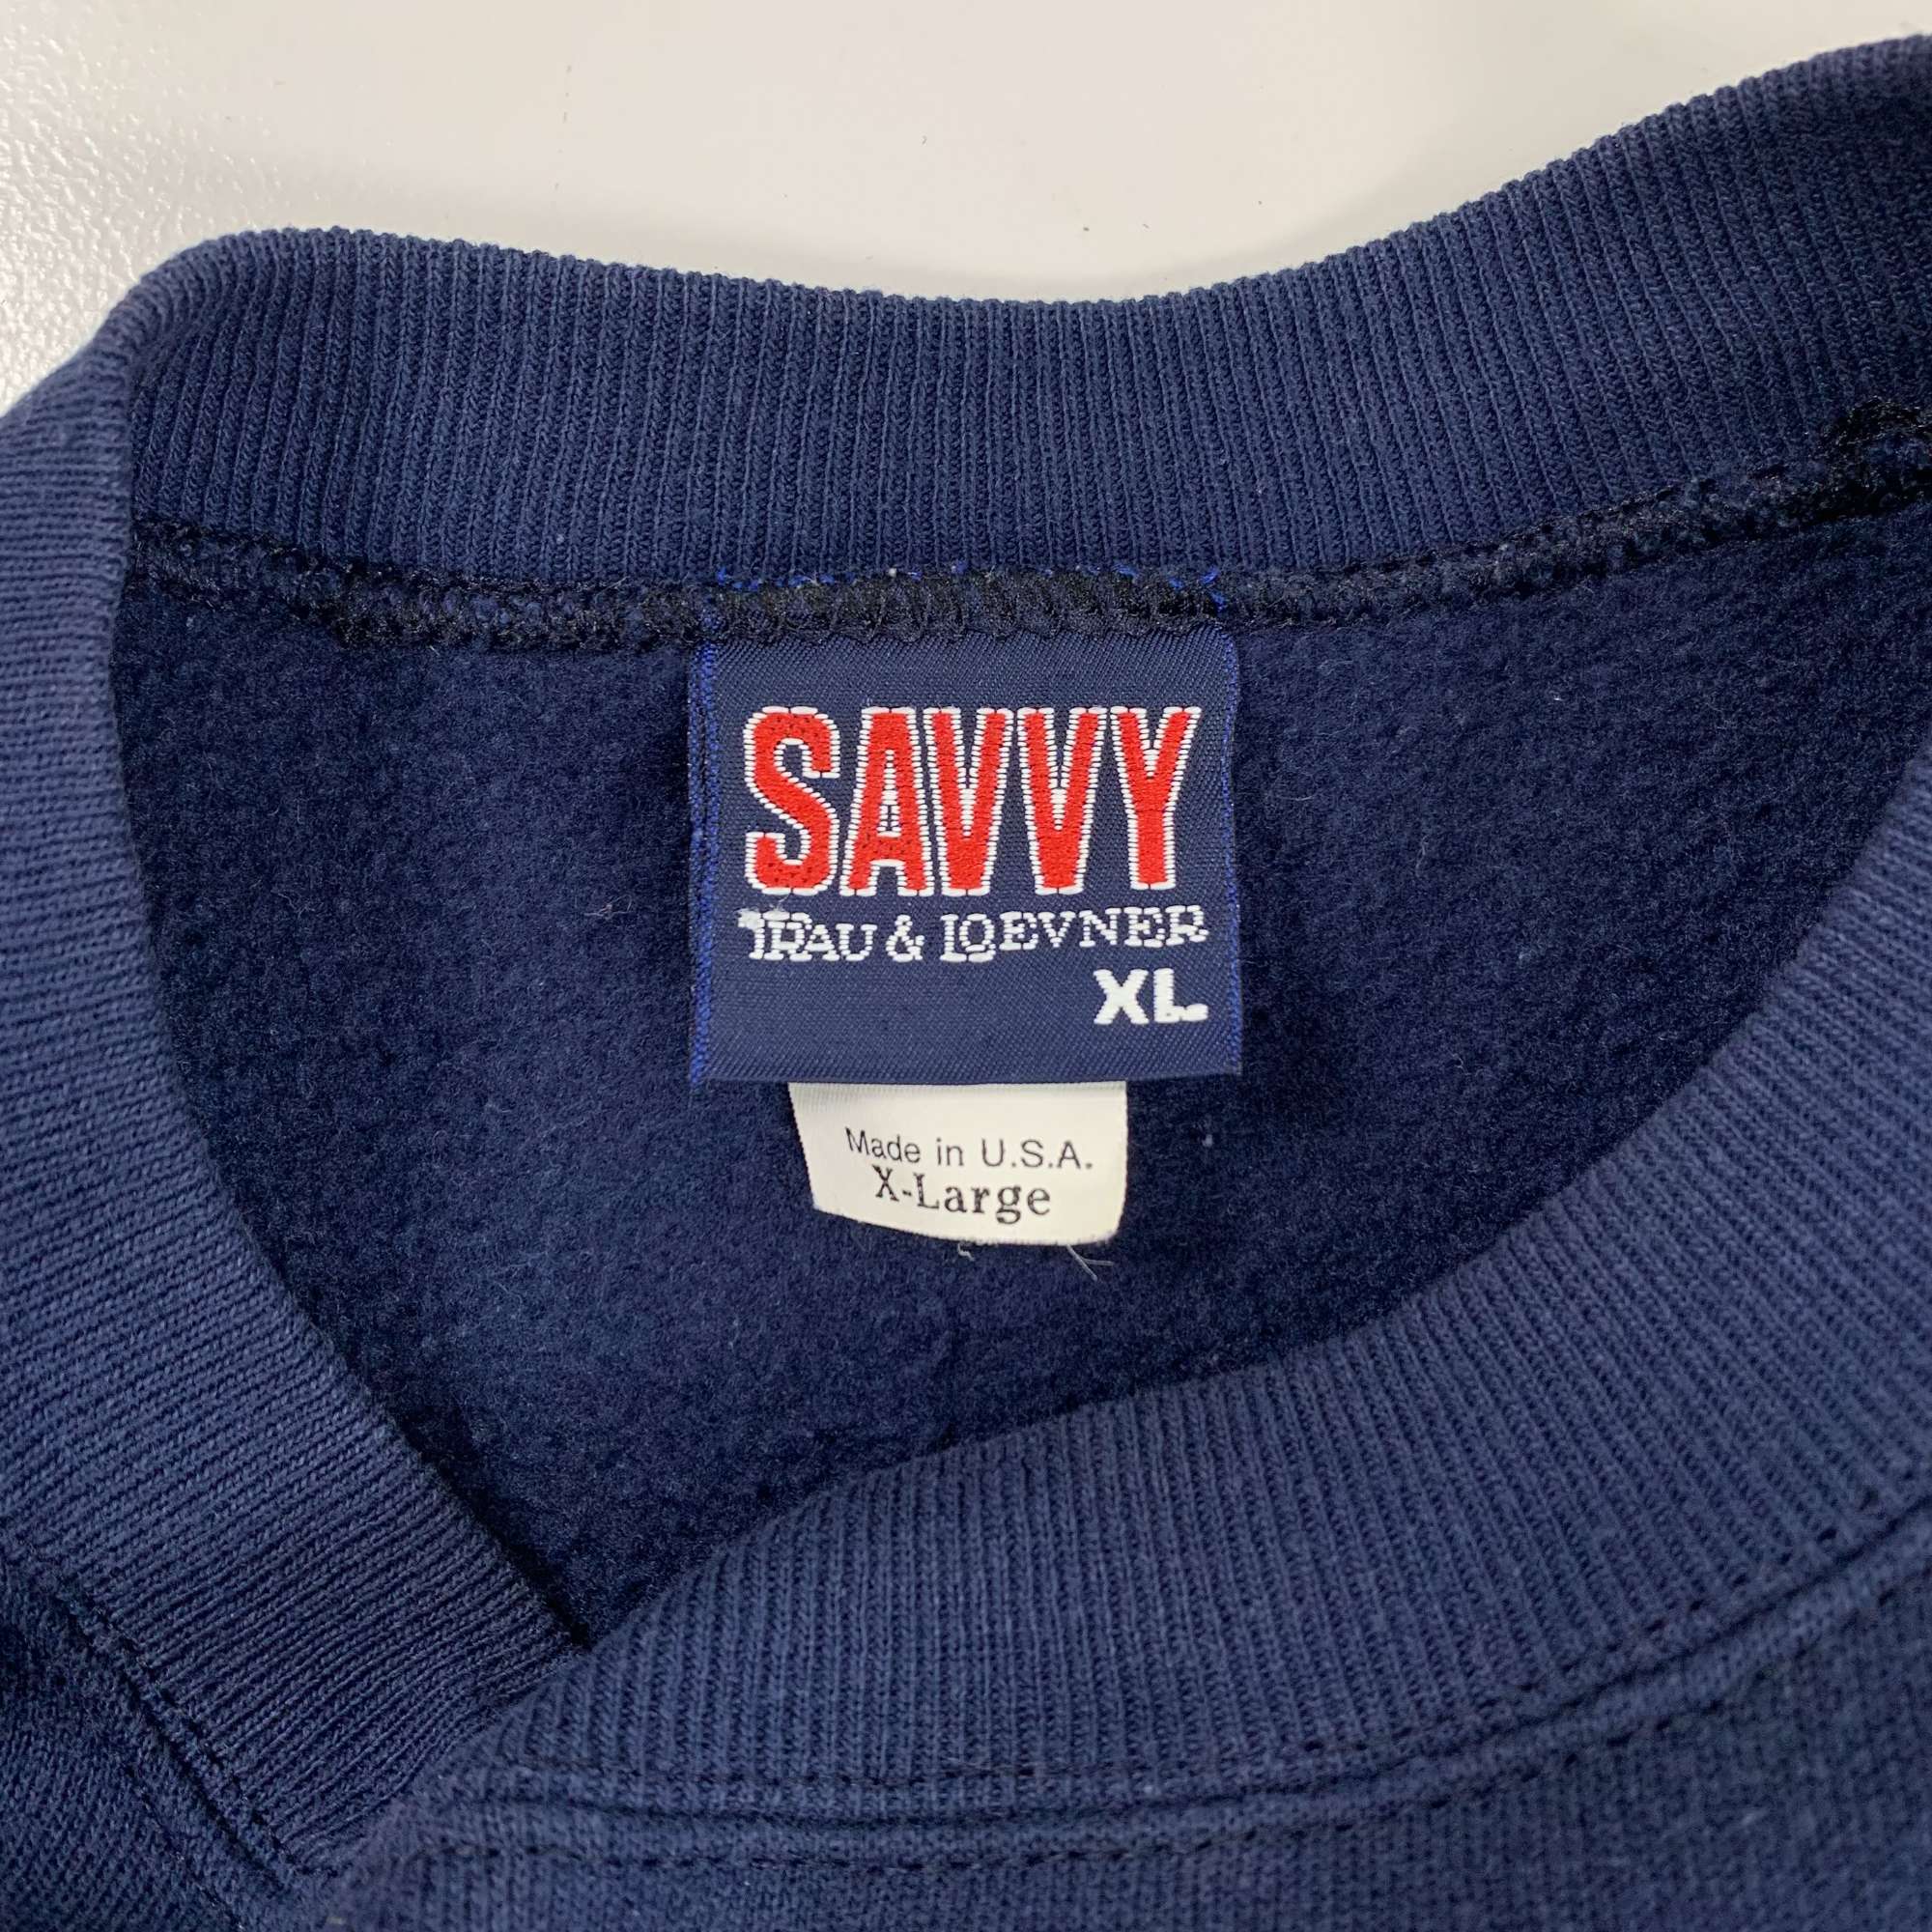 SAVVY
TRAU & LOEVNER
XL
Made in U.S.A.
X-Large